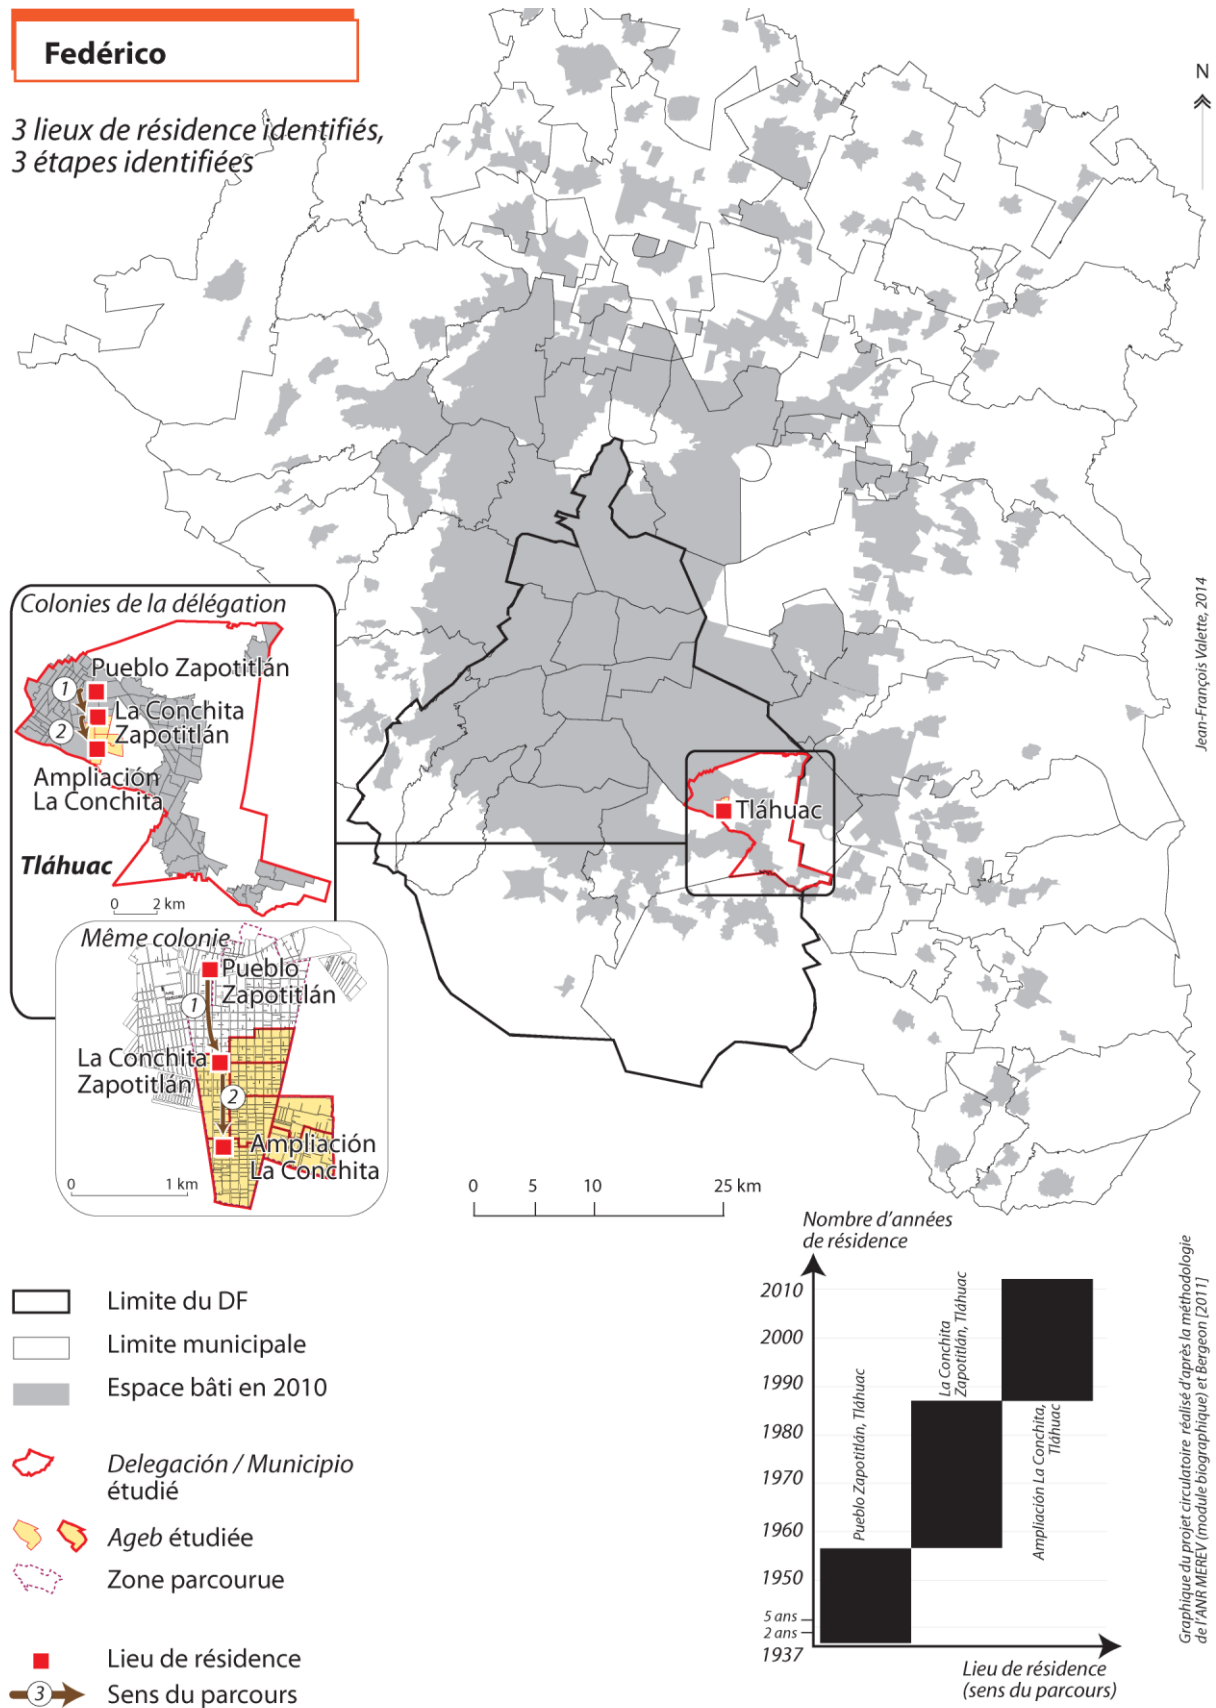 Fedérico
3 lieux de résidence identifiés,
3 étapes identifiées
N
Jean-François Valette, 2014
Colonies de la délégation
Pueblo Zapotitlán
1
La Conchita
Zapotitlán
2
Ampliación
La Conchita
Tláhuac
0 2 km
Tláhuac
Même colonie
Pueblo
Zapotitlán
1
La Conchita
Zapotitlán
2
Ampliación
La Conchita
0 1 km
0 5 10 25 km
Limite du DF
Limite municipale
Espace bâti en 2010
Delegación / Municipio
étudié
Ageb étudiée
Zone parcourue
Lieu de résidence
3 Sens du parcours
Nombre d'années
de résidence
2010
2000
1990
1980
1970
1960
1950
5 ans
2 ans
1937
Pueblo Zapotitlán, Tláhuac
La Conchita
Zapotitlán, Tláhuac
Ampliación La Conchita,
Tláhuac
Lieu de résidence
(sens du parcours)
Graphique du projet circulatoire réalisé d'après la méthodologie
de l'ANR MEREV (module biographique) et Bergeon [2011]